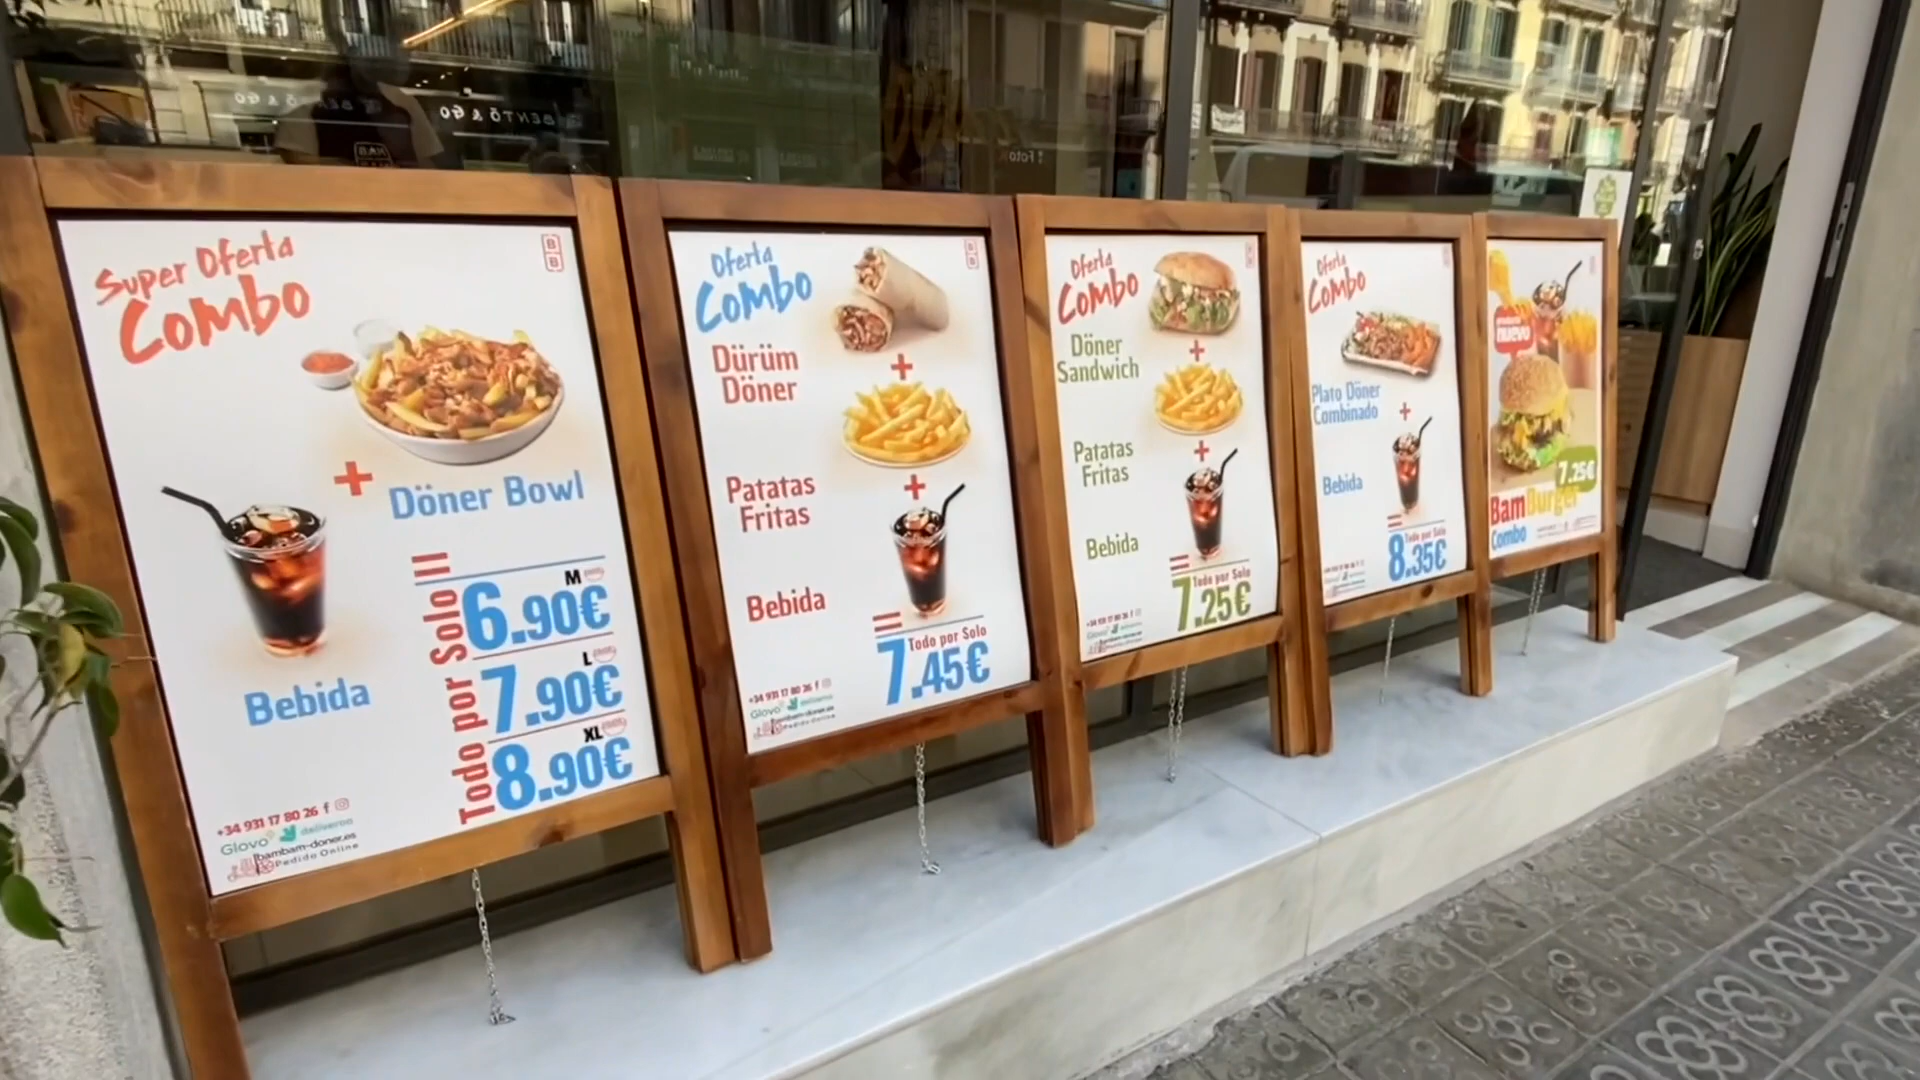 BENTŌ & GO
BENTŌ & GO
Super Oferta
Combo
B
B
+
Döner Bowl
Bebida
Todo por Solo
=
M
6.90€
L
7.90€
XL
8.90€
+34 931 17 80 26
Glovo
deliveroo
bambam-doner.es
Pedido Online
Oferta
Combo
B
B
Dürüm
Döner
+
Patatas
Fritas
+
Bebida
=
Todo por Solo
7.45€
+34 931 17 80 26
Glovo
deliveroo
bambam-doner.es
Pedido Online
Oferta
Combo
Döner
Sandwich
+
Patatas
Fritas
+
Bebida
=
Todo por Solo
7.25€
+34 931 17 80 26
Glovo
Oferta
Combo
Plato Döner
Combinado
+
Bebida
=
Todo por Solo
8.35€
nuevo
7.25€
BamBurger
Combo